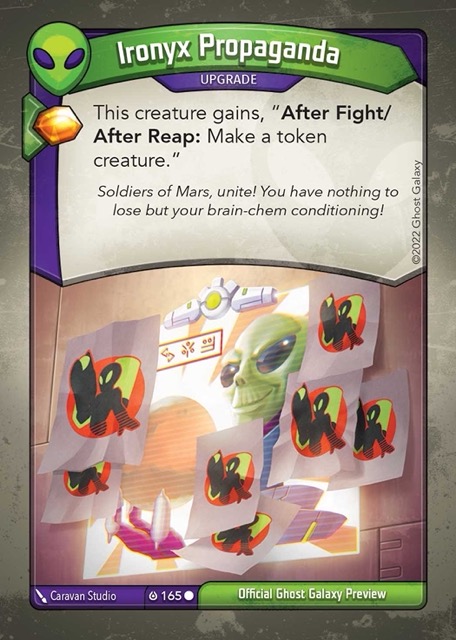 Ironyx Propaganda
UPGRADE
This creature gains, “After Fight/
After Reap: Make a token
creature.”
Soldiers of Mars, unite! You have nothing to
lose but your brain-chem conditioning!
©2022 Ghost Galaxy
Caravan Studio
165
Official Ghost Galaxy Preview